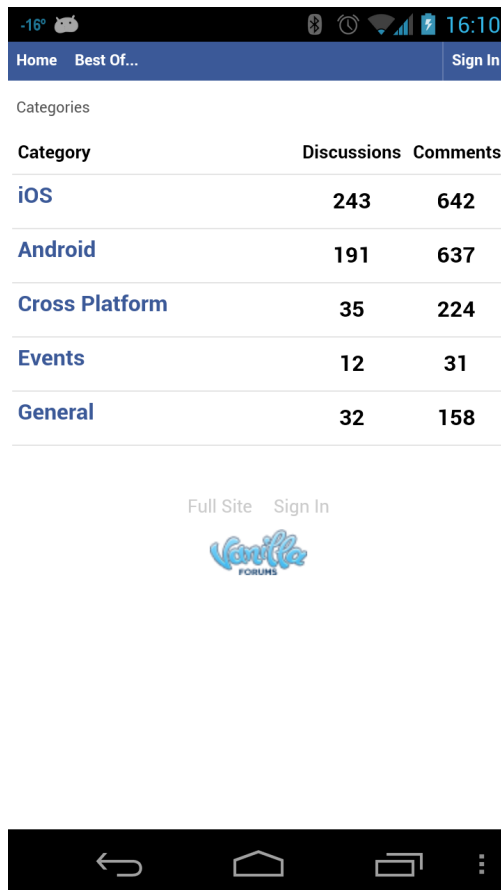 -16° 16:10
Home Best Of... Sign In
Categories
Category Discussions Comments
iOS 243 642
Android 191 637
Cross Platform 35 224
Events 12 31
General 32 158
Full Site Sign In
Vanilla
FORUMS